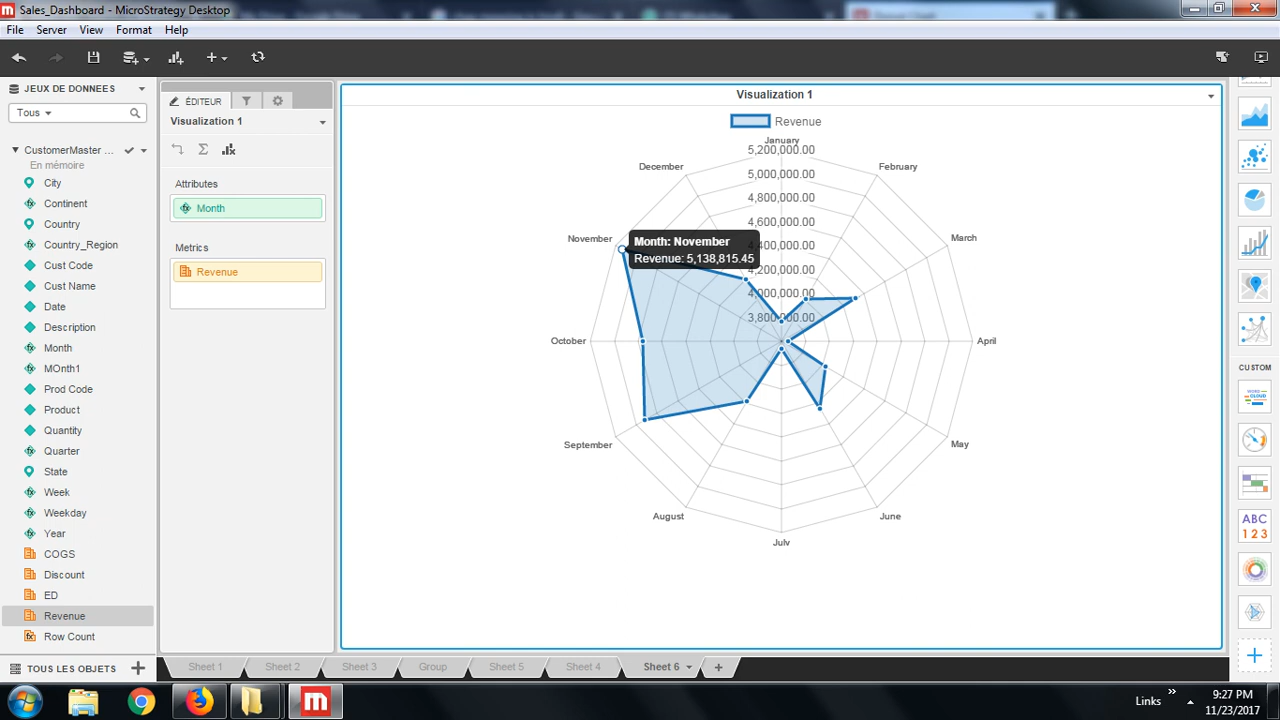 Sales_Dashboard - MicroStrategy Desktop
File Server View Format Help
JEUX DE DONNEES
Tous
CustomerMaster ...
En mémoire
City
Continent
Country
Country_Region
Cust Code
Cust Name
Date
Description
Month
MOnth1
Prod Code
Product
Quantity
Quarter
State
Week
Weekday
Year
COGS
Discount
ED
Revenue
Row Count
TOUS LES OBJETS
ÉDITEUR
Visualization 1
Attributes
Month
Metrics
Revenue
Visualization 1
Revenue
January
5,200,000.00
December
February
5,000,000.00
4,800,000.00
4,600,000.00
November
March
Month: November
4,400,000.00
Revenue: 5,138,815.45
4,200,000.00
4,000,000.00
3,800,000.00
October
April
September
May
August
June
July
CUSTOM
WORD
CLOUD
ABC
1 2 3
Sheet 1
Sheet 2
Sheet 3
Group
Sheet 5
Sheet 4
Sheet 6
Links
9:27 PM
11/23/2017